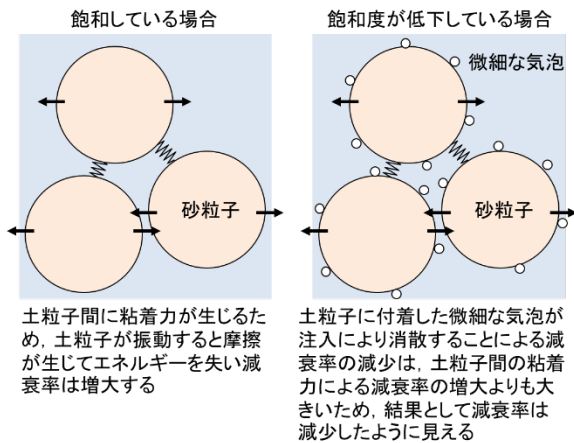 飽和している場合
砂粒子
土粒子間に粘着力が生じるた
め，土粒子が振動すると摩擦
が生じてエネルギーを失い減
衰率は増大する
飽和度が低下している場合
微細な気泡
砂粒子
土粒子に付着した微細な気泡が
注入により消散することによる減
衰率の減少は，土粒子間の粘着
力による減衰率の増大よりも大
きいため，結果として減衰率は
減少したように見える